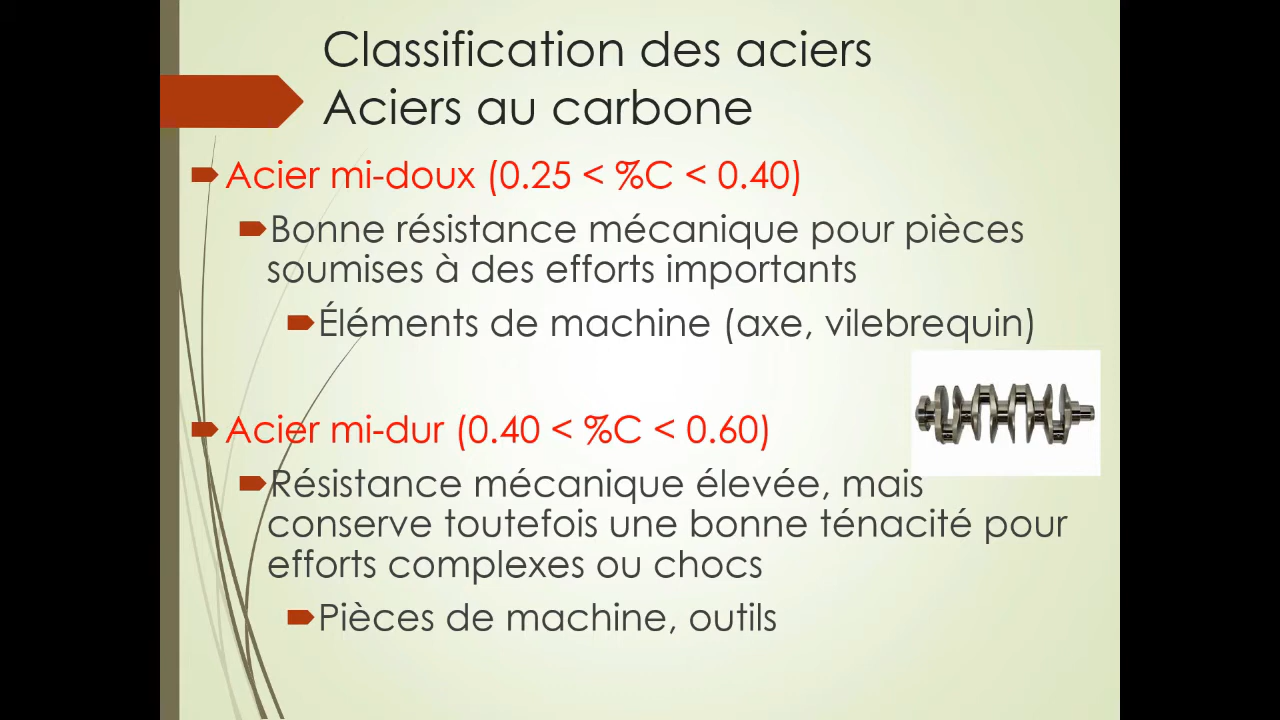 Classification des aciers
Aciers au carbone
Acier mi-doux (0.25 < %C < 0.40)
Bonne résistance mécanique pour pièces
soumises à des efforts importants
Éléments de machine (axe, vilebrequin)
Acier mi-dur (0.40 < %C < 0.60)
Résistance mécanique élevée, mais
conserve toutefois une bonne ténacité pour
efforts complexes ou chocs
Pièces de machine, outils